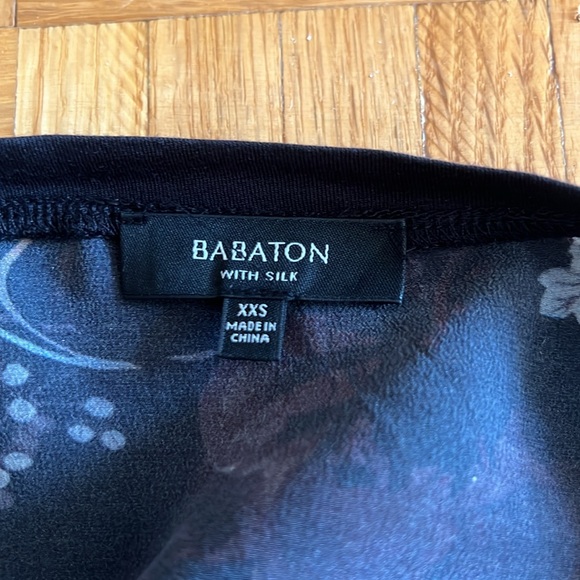 BABATON
WITH SILK
XXS
MADE IN
CHINA